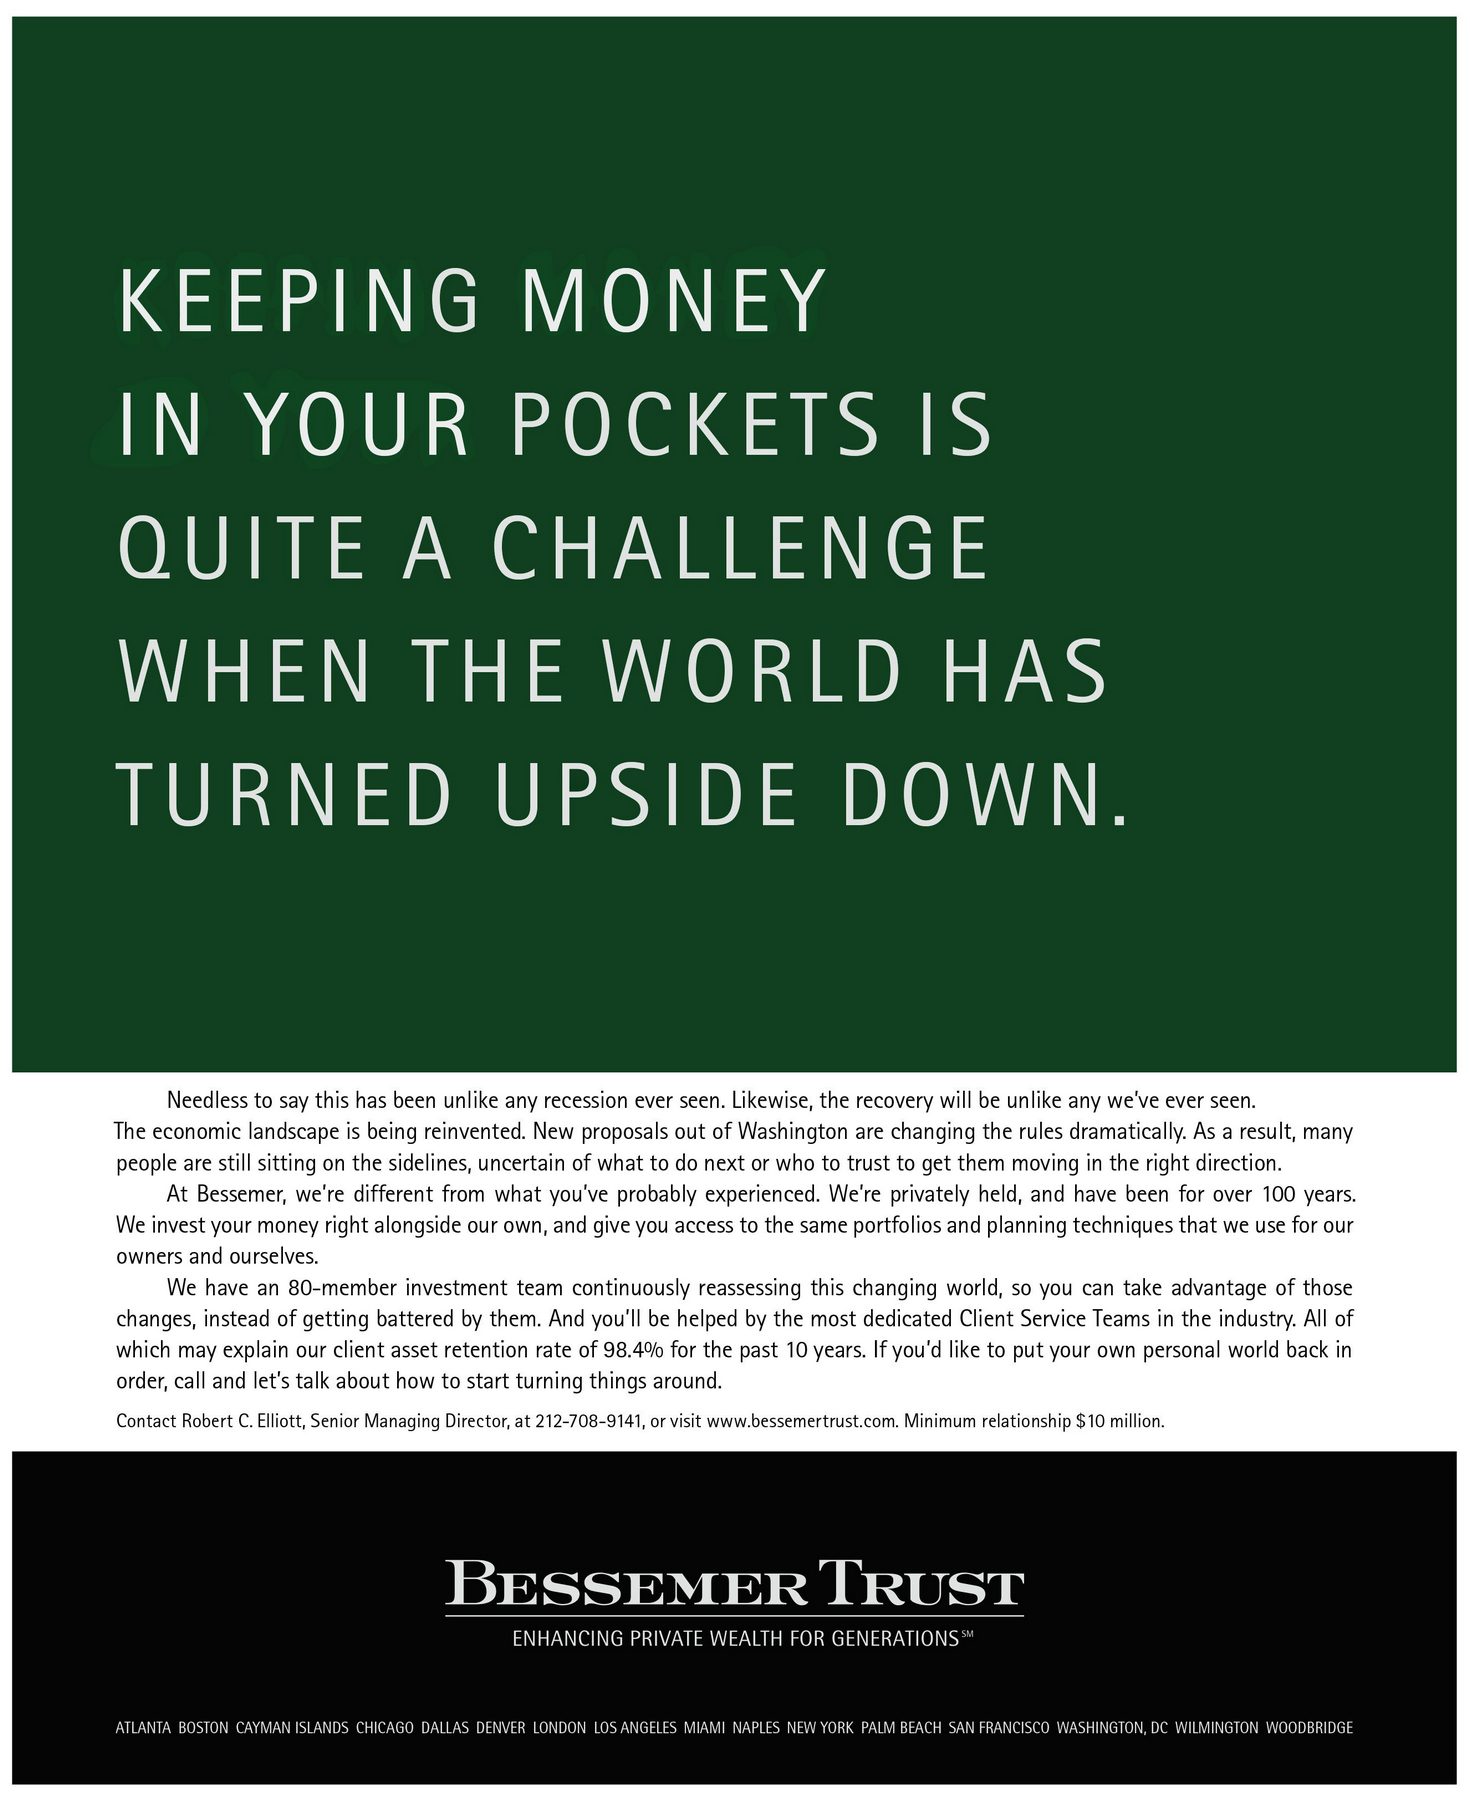 KEEPING MONEY
IN YOUR POCKETS IS
QUITE A CHALLENGE
WHEN THE WORLD HAS
TURNED UPSIDE DOWN.
Needless to say this has been unlike any recession ever seen. Likewise, the recovery will be unlike any we’ve ever seen.
The economic landscape is being reinvented. New proposals out of Washington are changing the rules dramatically. As a result, many
people are still sitting on the sidelines, uncertain of what to do next or who to trust to get them moving in the right direction.
At Bessemer, we’re different from what you’ve probably experienced. We’re privately held, and have been for over 100 years.
We invest your money right alongside our own, and give you access to the same portfolios and planning techniques that we use for our
owners and ourselves.
We have an 80-member investment team continuously reassessing this changing world, so you can take advantage of those
changes, instead of getting battered by them. And you’ll be helped by the most dedicated Client Service Teams in the industry. All of
which may explain our client asset retention rate of 98.4% for the past 10 years. If you’d like to put your own personal world back in
order, call and let’s talk about how to start turning things around.
Contact Robert C. Elliott, Senior Managing Director, at 212-708-9141, or visit www.bessemertrust.com. Minimum relationship $10 million.
BESSEMER TRUST
ENHANCING PRIVATE WEALTH FOR GENERATIONS℠
ATLANTA BOSTON CAYMAN ISLANDS CHICAGO DALLAS DENVER LONDON LOS ANGELES MIAMI NAPLES NEW YORK PALM BEACH SAN FRANCISCO WASHINGTON, DC WILMINGTON WOODBRIDGE